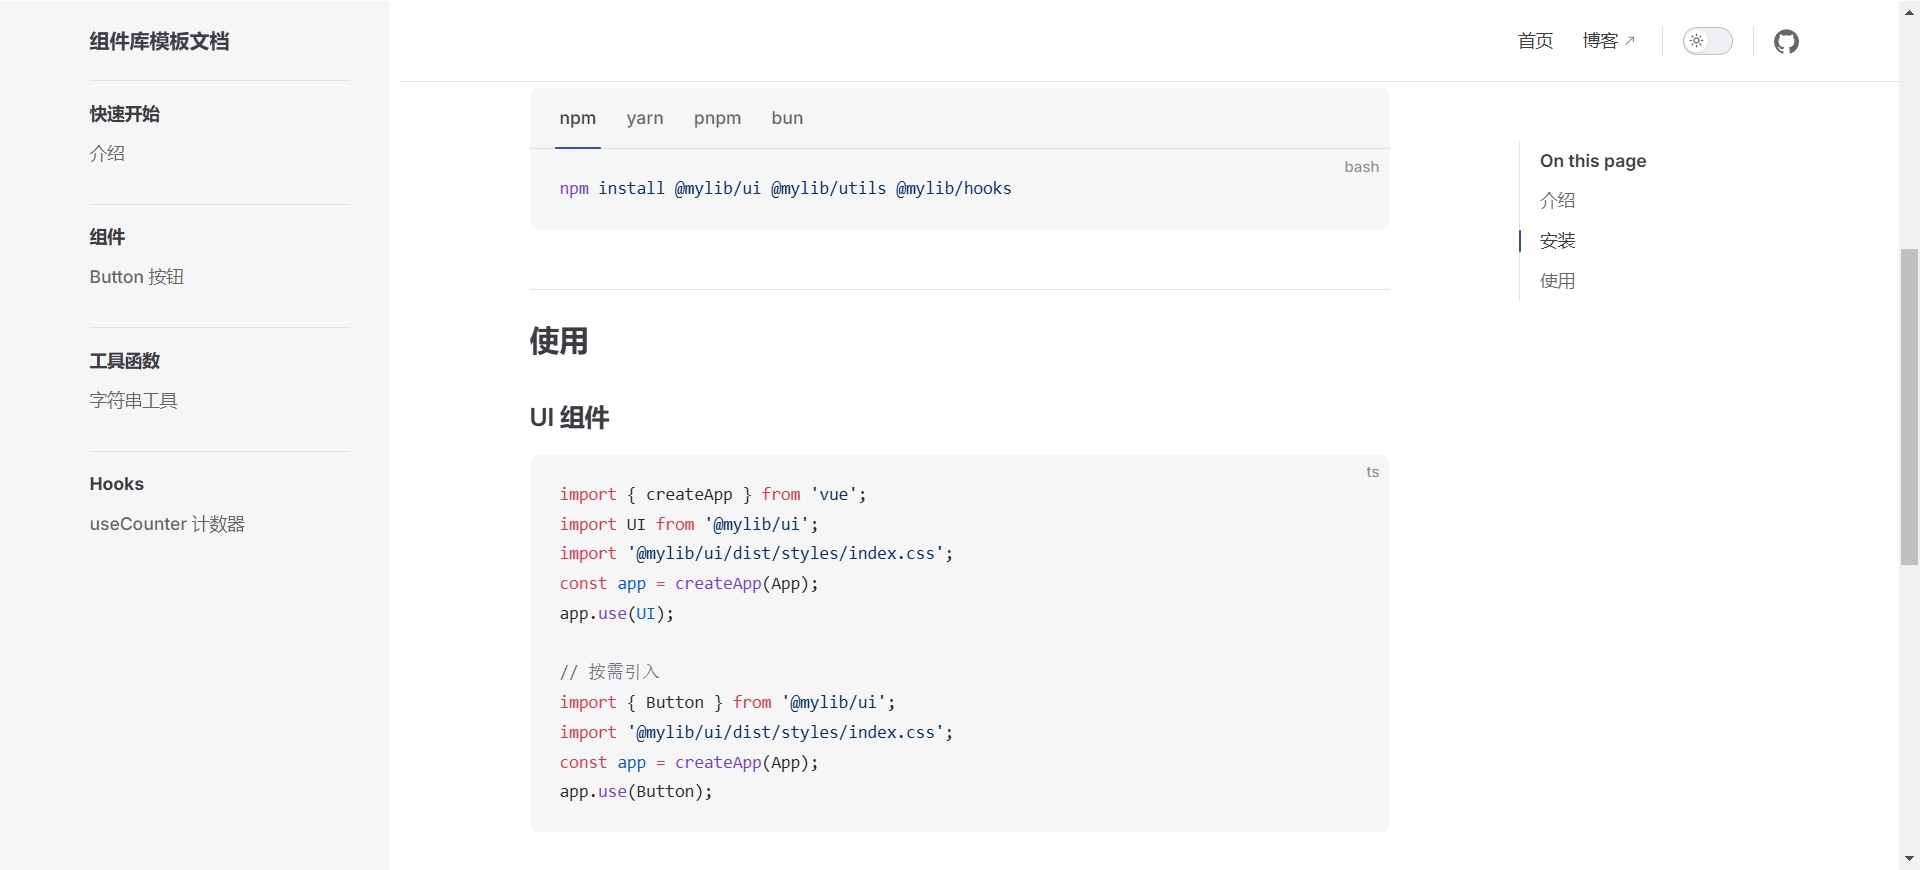 组件库模板文档
快速开始
介绍
组件
Button 按钮
工具函数
字符串工具
Hooks
useCounter 计数器
首页 博客
npm yarn pnpm bun
bash
npm install @mylib/ui @mylib/utils @mylib/hooks
使用
UI 组件
ts
import { createApp } from 'vue';
import UI from '@mylib/ui';
import '@mylib/ui/dist/styles/index.css';
const app = createApp(App);
app.use(UI);
// 按需引入
import { Button } from '@mylib/ui';
import '@mylib/ui/dist/styles/index.css';
const app = createApp(App);
app.use(Button);
On this page
介绍
安装
使用